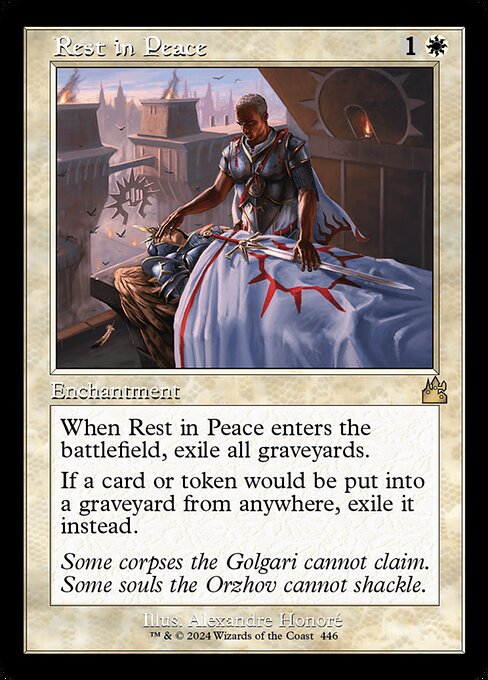 Rest in Peace 1
Enchantment
When Rest in Peace enters the
battlefield, exile all graveyards.
If a card or token would be put into
a graveyard from anywhere, exile it
instead.
Some corpses the Golgari cannot claim.
Some souls the Orzhov cannot shackle.
Illus. Alexandre Honoré
™ & © 2024 Wizards of the Coast 446